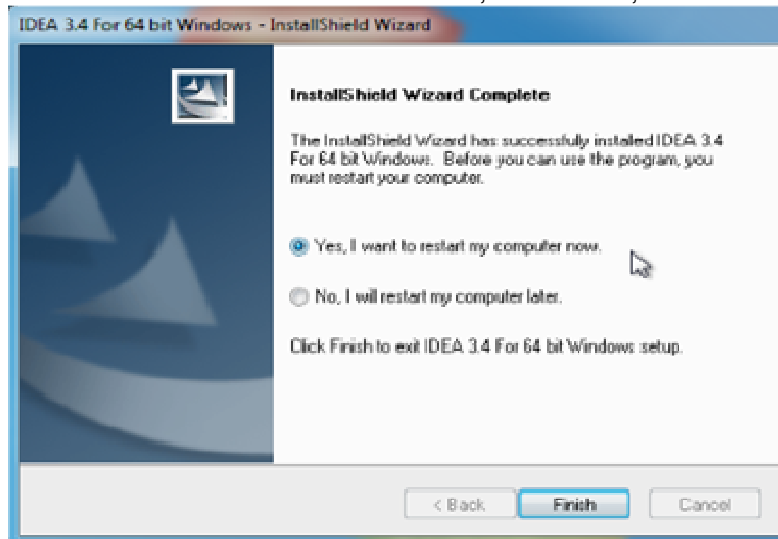 IDEA 3.4 For 64 bit Windows - InstallShield Wizard
InstallShield Wizard Complete
The InstallShield Wizard has successfully installed IDEA 3.4
For 64 bit Windows. Before you can use the program, you
must restart your computer.
Yes, I want to restart my computer now.
No, I will restart my computer later.
Click Finish to exit IDEA 3.4 For 64 bit Windows setup.
< Back
Finish
Cancel